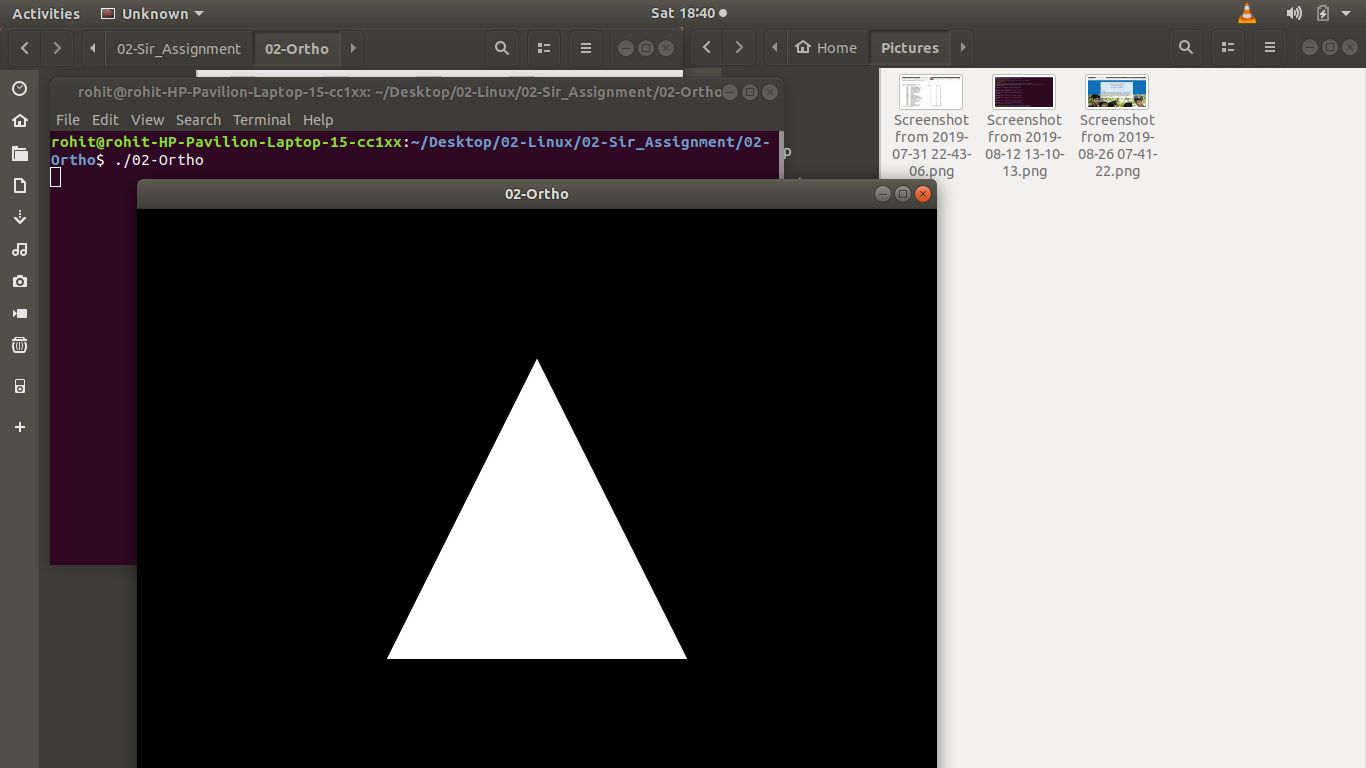 Activities
Unknown
Sat 18:40
02-Sir_Assignment
02-Ortho
Home
Pictures
rohit@rohit-HP-Pavilion-Laptop-15-cc1xx: ~/Desktop/02-Linux/02-Sir_Assignment/02-Ortho
File Edit View Search Terminal Help
rohit@rohit-HP-Pavilion-Laptop-15-cc1xx:~/Desktop/02-Linux/02-Sir_Assignment/02-
Ortho$ ./02-Ortho
p
02-Ortho
Screenshot
from 2019-
07-31 22-43-
06.png
Screenshot
from 2019-
08-12 13-10-
13.png
Screenshot
from 2019-
08-26 07-41-
22.png